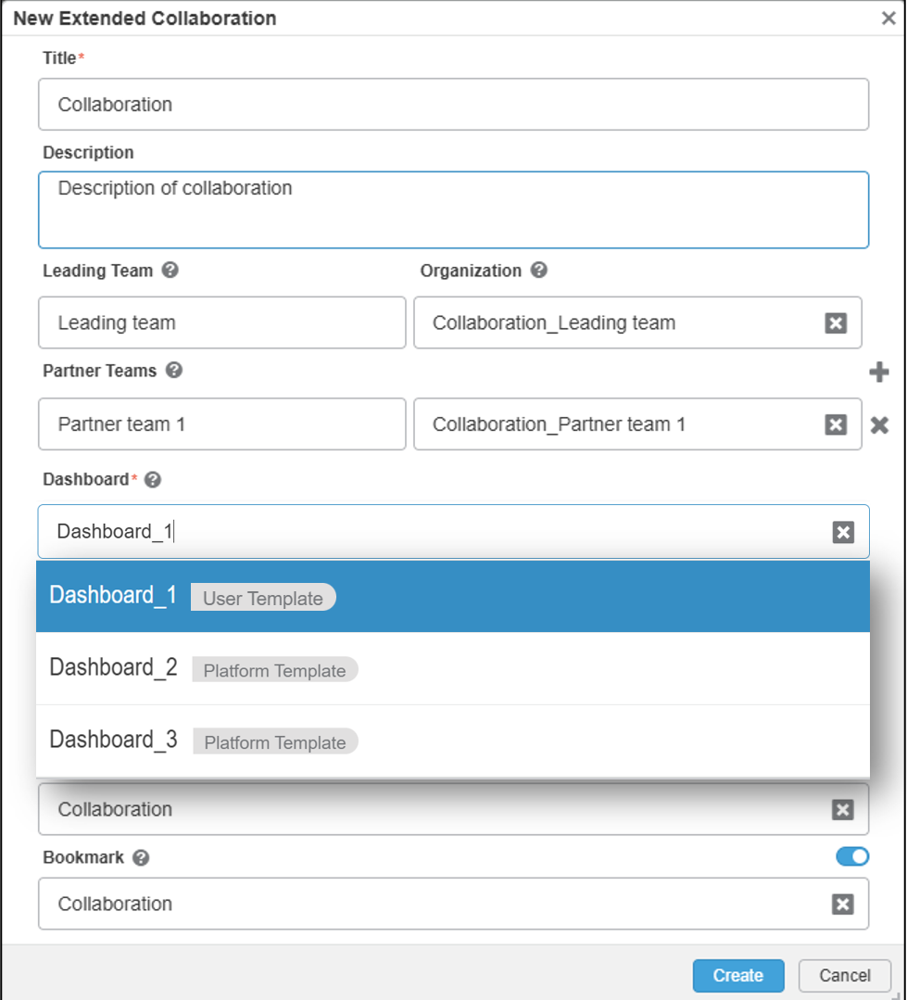 New Extended Collaboration
Title*
Collaboration
Description
Description of collaboration
Leading Team Organization
Leading team Collaboration_Leading team
Partner Teams
Partner team 1 Collaboration_Partner team 1
Dashboard*
Dashboard_1
Dashboard_1 User Template
Dashboard_2 Platform Template
Dashboard_3 Platform Template
Collaboration
Bookmark
Collaboration
Create Cancel